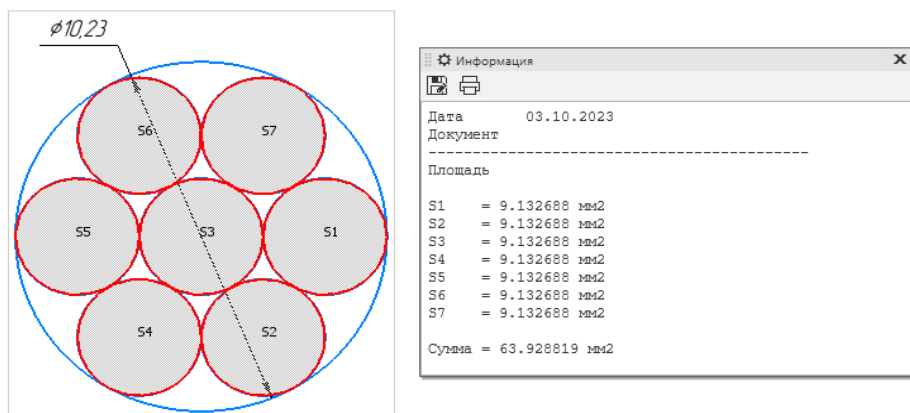 ⌀10,23
S6
S7
S5
S3
S1
S4
S2
Информация
X
Дата 03.10.2023
Документ
-------------------------------------------
Площадь
S1 = 9.132688 мм2
S2 = 9.132688 мм2
S3 = 9.132688 мм2
S4 = 9.132688 мм2
S5 = 9.132688 мм2
S6 = 9.132688 мм2
S7 = 9.132688 мм2
Сумма = 63.928819 мм2